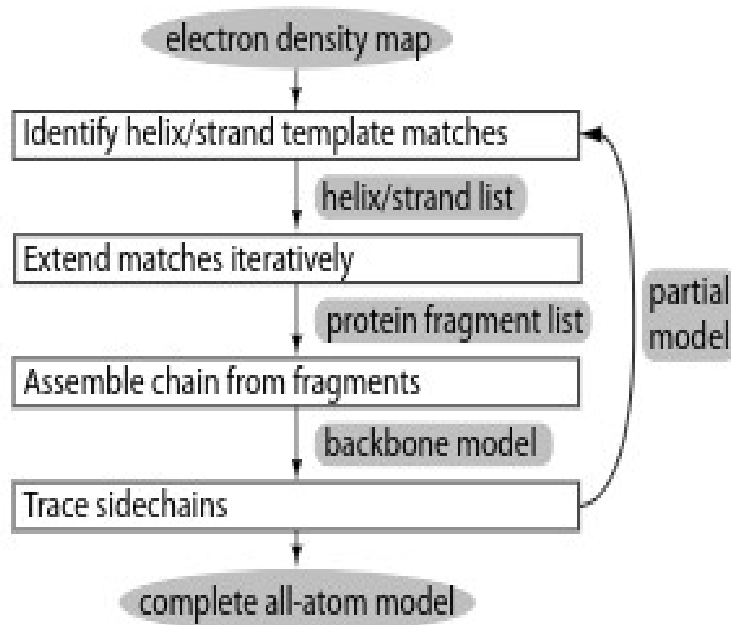 electron density map
Identify helix/strand template matches
helix/strand list
Extend matches iteratively
protein fragment list
partial
model
Assemble chain from fragments
backbone model
Trace sidechains
complete all-atom model